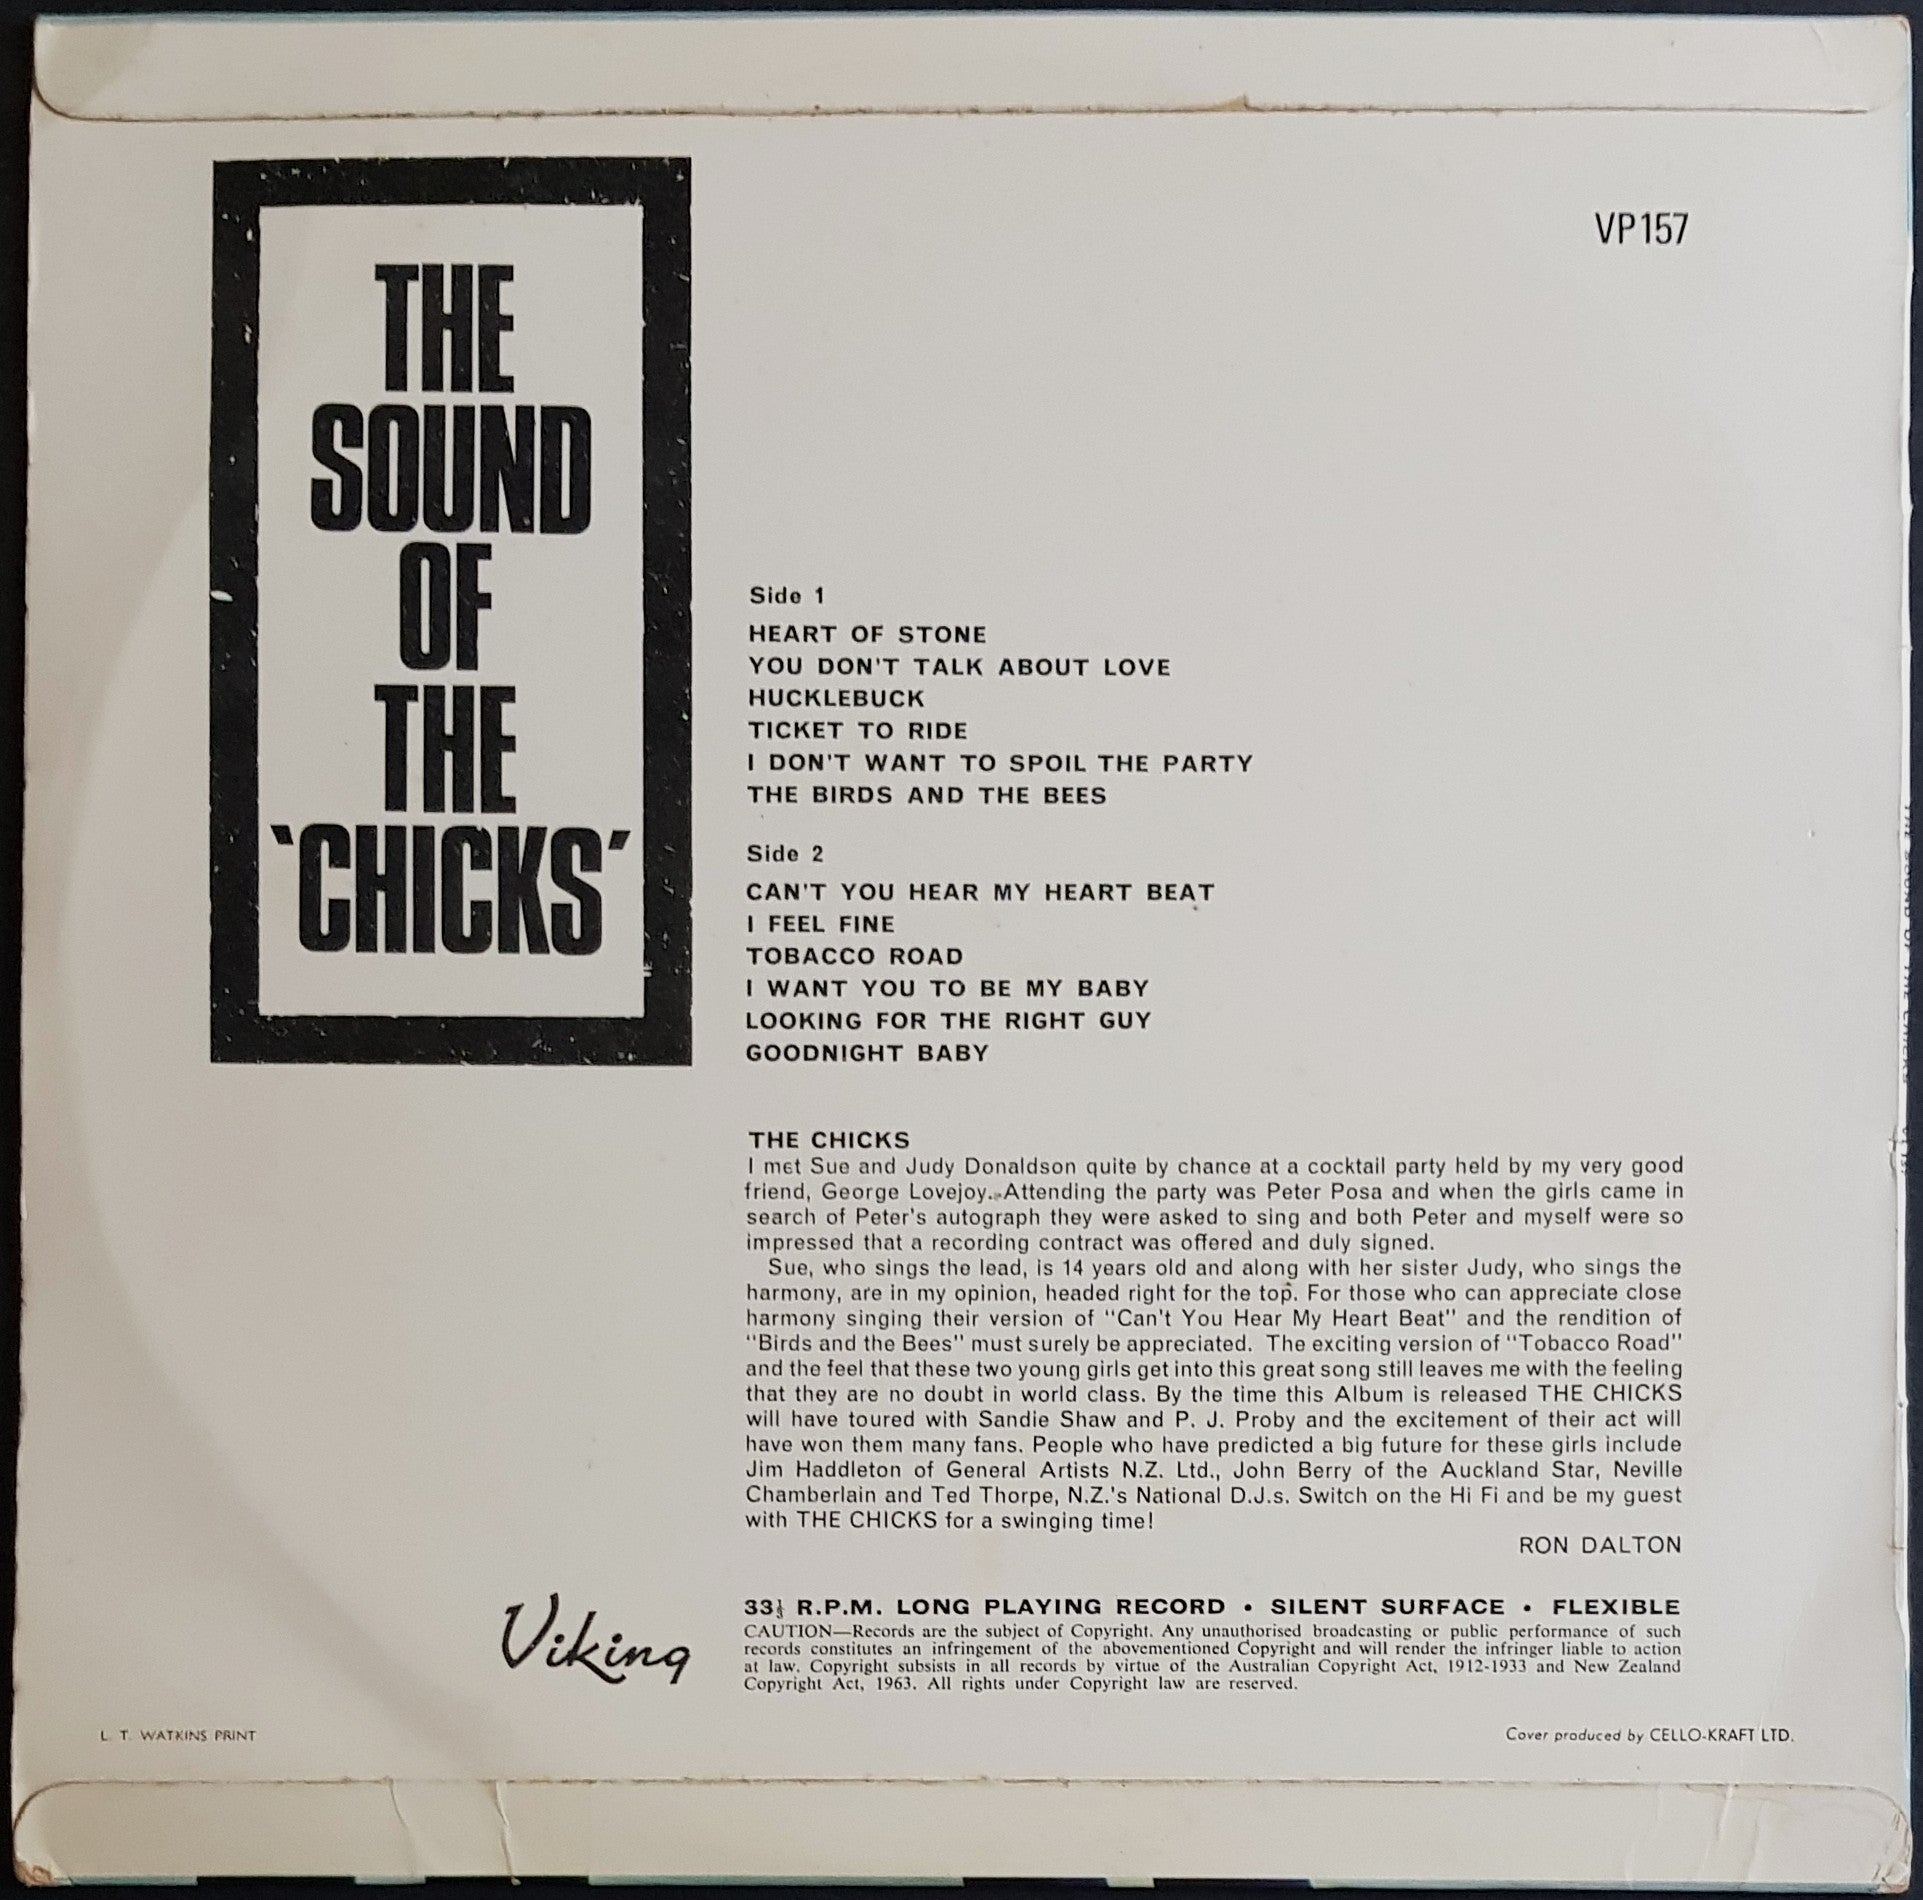 THE
SOUND
OF
THE
'CHICKS'
VP157
Side 1
HEART OF STONE
YOU DON'T TALK ABOUT LOVE
HUCKLEBUCK
TICKET TO RIDE
I DON'T WANT TO SPOIL THE PARTY
THE BIRDS AND THE BEES
Side 2
CAN'T YOU HEAR MY HEART BEAT
I FEEL FINE
TOBACCO ROAD
I WANT YOU TO BE MY BABY
LOOKING FOR THE RIGHT GUY
GOODNIGHT BABY
THE CHICKS
I met Sue and Judy Donaldson quite by chance at a cocktail party held by my very good
friend, George Lovejoy. Attending the party was Peter Posa and when the girls came in
search of Peter's autograph they were asked to sing and both Peter and myself were so
impressed that a recording contract was offered and duly signed.
Sue, who sings the lead, is 14 years old and along with her sister Judy, who sings the
harmony, are in my opinion, headed right for the top. For those who can appreciate close
harmony singing their version of "Can't You Hear My Heart Beat" and the rendition of
"Birds and the Bees" must surely be appreciated. The exciting version of "Tobacco Road"
and the feel that these two young girls get into this great song still leaves me with the feeling
that they are no doubt in world class. By the time this Album is released THE CHICKS
will have toured with Sandie Shaw and P. J. Proby and the excitement of their act will
have won them many fans. People who have predicted a big future for these girls include
Jim Haddleton of General Artists N.Z. Ltd., John Berry of the Auckland Star, Neville
Chamberlain and Ted Thorpe, N.Z.'s National D.J.s. Switch on the Hi Fi and be my guest
with THE CHICKS for a swinging time!
RON DALTON
Viking
33⅓ R.P.M. LONG PLAYING RECORD • SILENT SURFACE • FLEXIBLE
CAUTION—Records are the subject of Copyright. Any unauthorised broadcasting or public performance of such
records constitutes an infringement of the abovementioned Copyright and will render the infringer liable to action
at law. Copyright subsists in all records by virtue of the Australian Copyright Act, 1912-1933 and New Zealand
Copyright Act, 1963. All rights under Copyright law are reserved.
L. T. WATKINS PRINT
Cover produced by CELLO-KRAFT LTD.